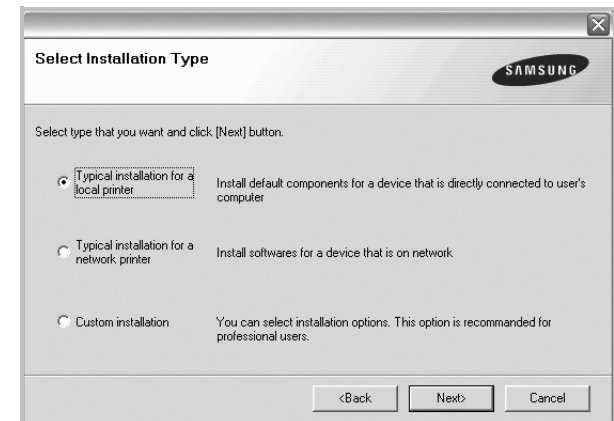 Select Installation Type
SAMSUNG
Select type that you want and click [Next] button.
Typical installation for a
local printer
Install default components for a device that is directly connected to user's
computer
Typical installation for a
network printer
Install softwares for a device that is on network
Custom installation
You can select installation options. This option is recommanded for
professional users.
<Back
Next>
Cancel